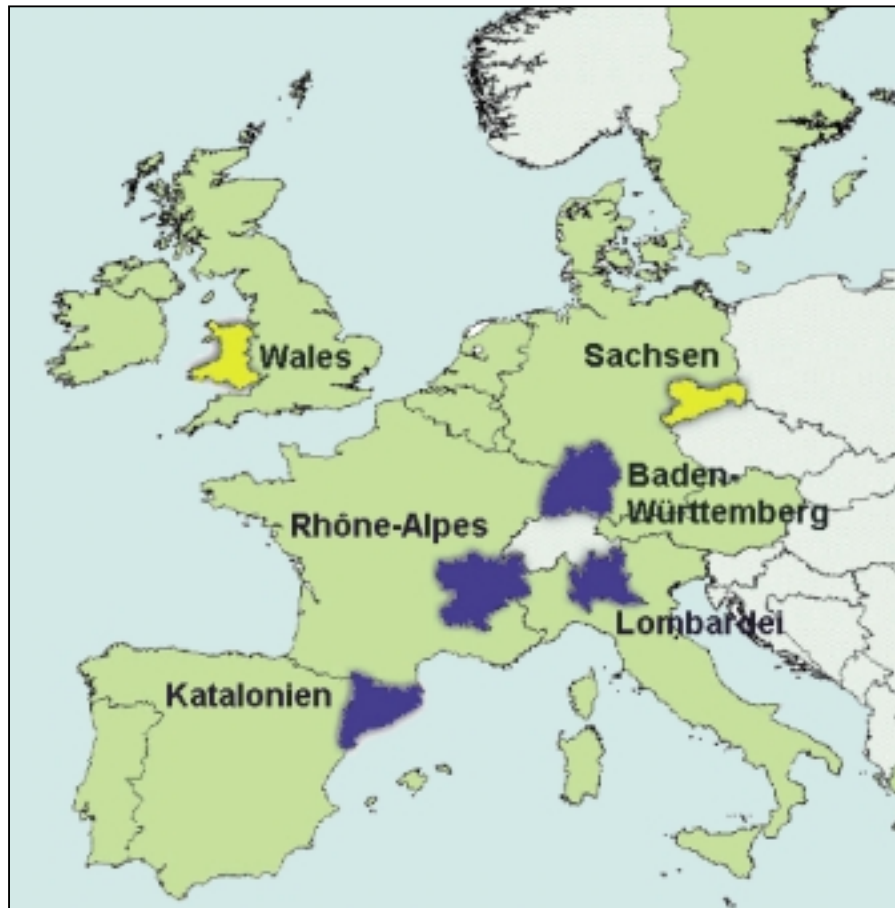 Wales
Sachsen
Baden-
Württemberg
Rhône-Alpes
Lombardei
Katalonien